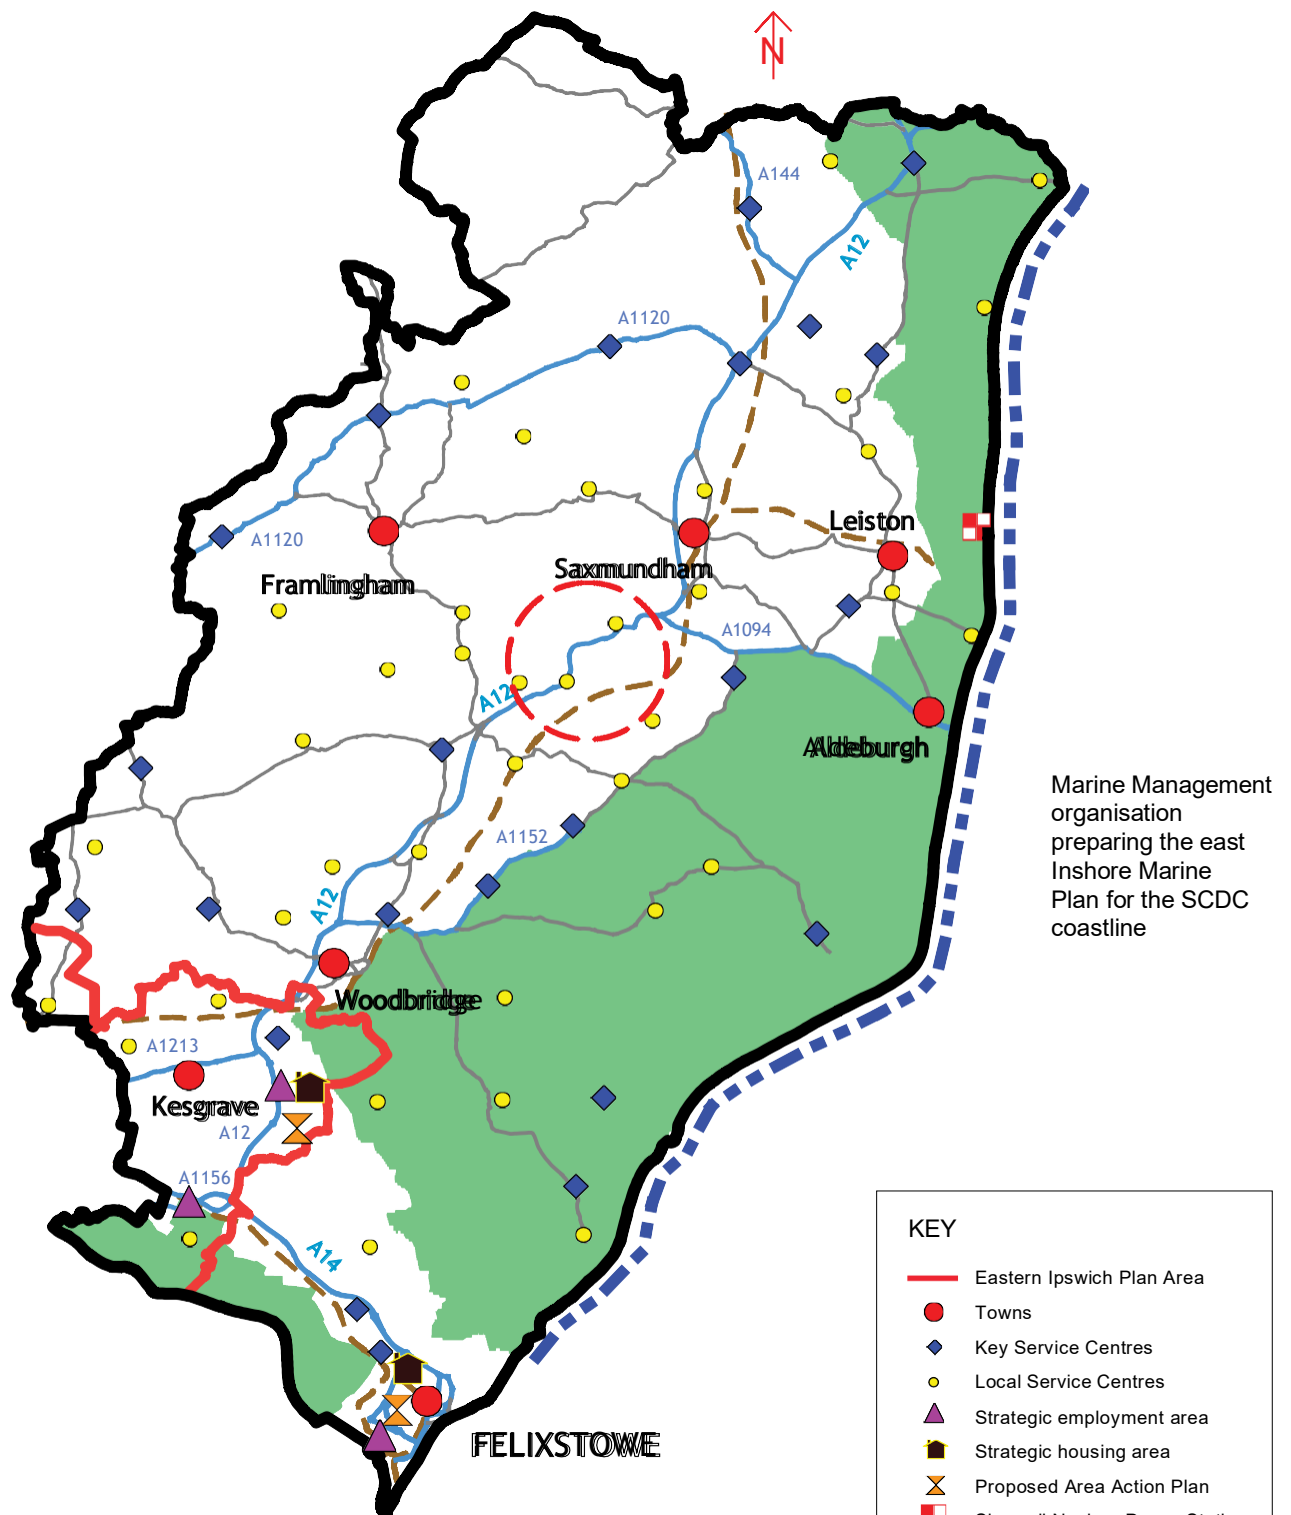 N
A144
A12
A1120
Leiston
A1120
Saxmundham
Framlingham
A1094
A12
Aldeburgh
Marine Management
organisation
preparing the east
Inshore Marine
Plan for the SCDC
coastline
A1152
A12
Woodbridge
A1213
Kesgrave
A12
A1156
A14
FELIXSTOWE
KEY
Eastern Ipswich Plan Area
Towns
Key Service Centres
Local Service Centres
Strategic employment area
Strategic housing area
Proposed Area Action Plan